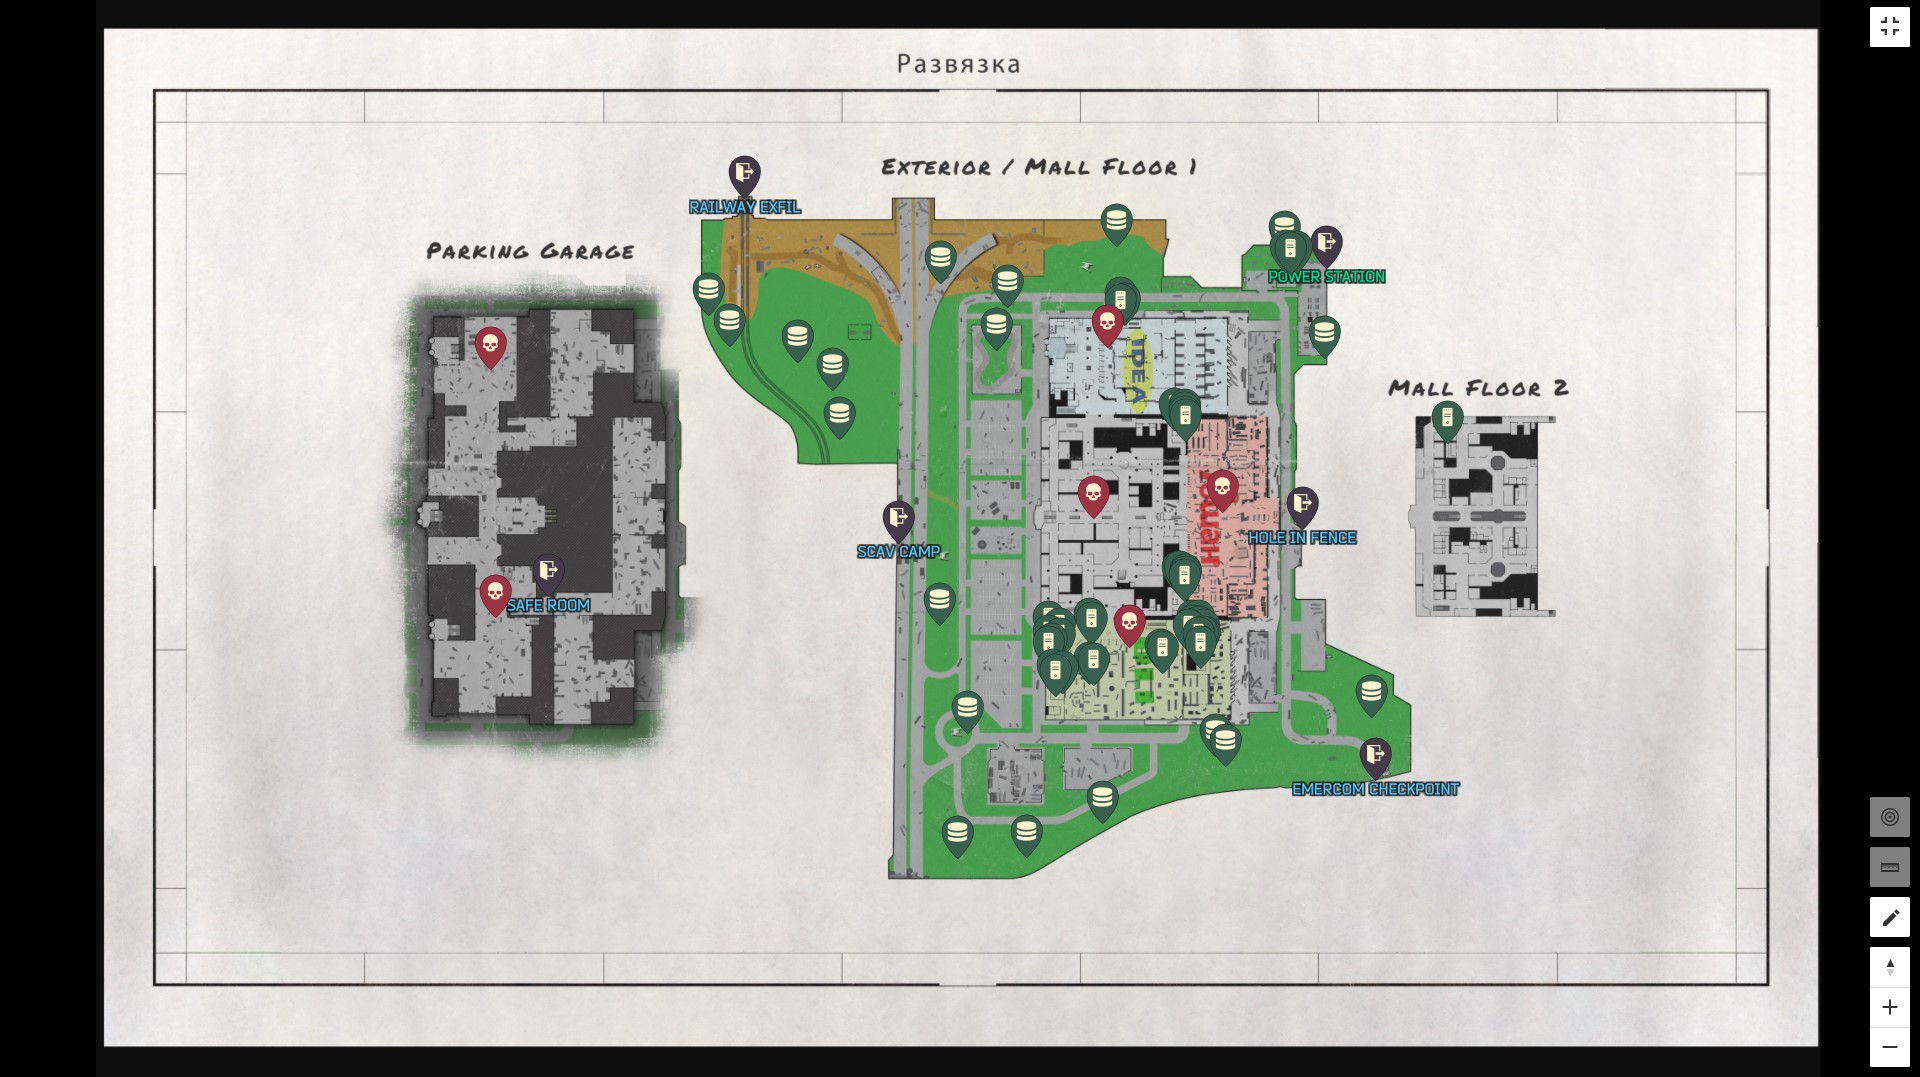 Развязка
Exterior / Mall Floor 1
RAILWAY EXFIL
Parking Garage
POWER STATION
IDEA
Mall Floor 2
GOSHAN
HOLE IN FENCE
SCAV CAMP
SAFE ROOM
EMERCOM CHECKPOINT